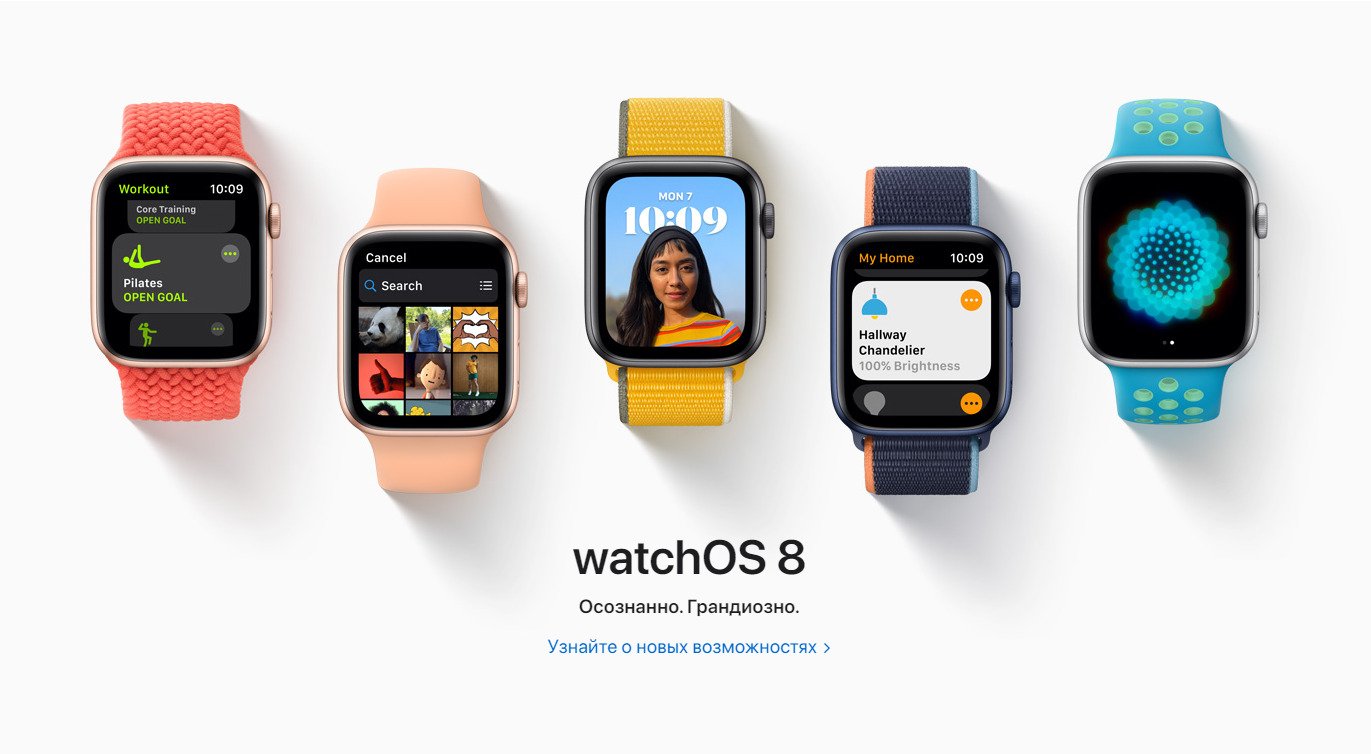 Workout 10:09
Core Training
OPEN GOAL
Pilates
OPEN GOAL
Cancel
Search
MON 7
10:09
My Home 10:09
Hallway
Chandelier
100% Brightness
watchOS 8
Осознанно. Грандиозно.
Узнайте о новых возможностях >